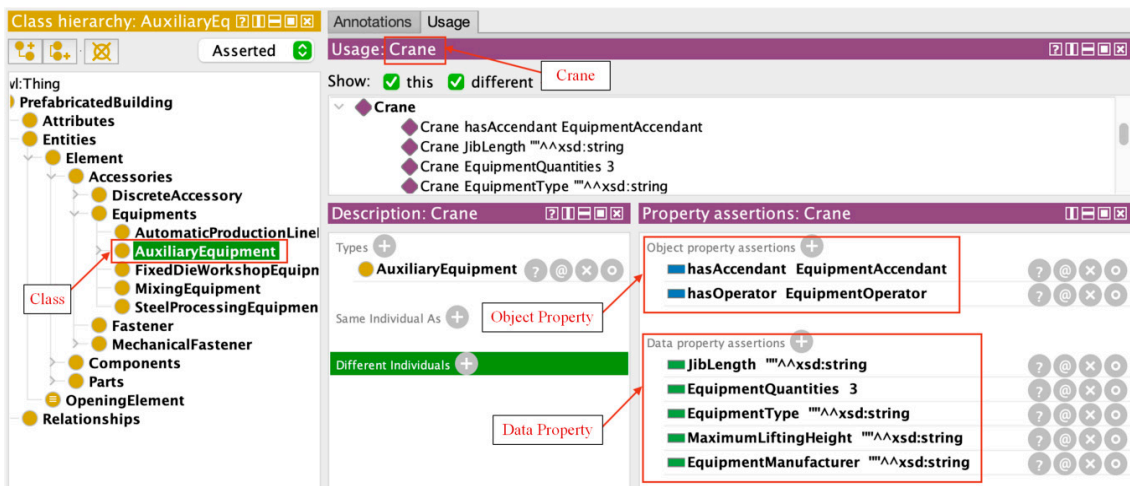 Class hierarchy: AuxiliaryEq
Asserted
wl:Thing
PrefabricatedBuilding
Attributes
Entities
Element
Accessories
DiscreteAccessory
Equipments
AutomaticProductionLine
AuxiliaryEquipment
FixedDieWorkshopEquipn
MixingEquipment
SteelProcessingEquipmen
Fastener
MechanicalFastener
Components
Parts
OpeningElement
Relationships
Class
Annotations Usage
Usage: Crane
Crane
Show: this different
Crane
Crane hasAccendant EquipmentAccendant
Crane JibLength ""^^xsd:string
Crane EquipmentQuantities 3
Crane EquipmentType ""^^xsd:string
Description: Crane
Types
AuxiliaryEquipment
Same Individual As
Object Property
Different Individuals
Data Property
Property assertions: Crane
Object property assertions
hasAccendant EquipmentAccendant
hasOperator EquipmentOperator
Data property assertions
JibLength ""^^xsd:string
EquipmentQuantities 3
EquipmentType ""^^xsd:string
MaximumLiftingHeight ""^^xsd:string
EquipmentManufacturer ""^^xsd:string